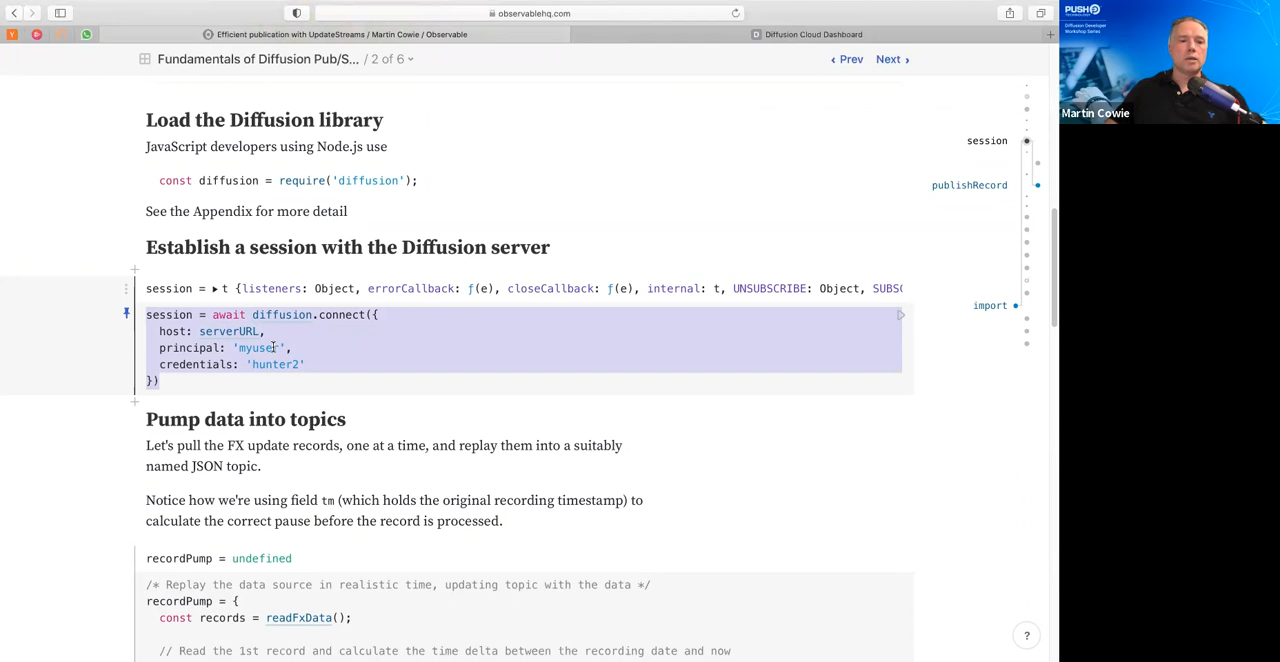 observablehq.com
Efficient publication with UpdateStreams / Martin Cowie / Observable
D Diffusion Cloud Dashboard
Fundamentals of Diffusion Pub/S... / 2 of 6
‹ Prev Next ›
Load the Diffusion library
JavaScript developers using Node.js use
const diffusion = require('diffusion');
See the Appendix for more detail
Establish a session with the Diffusion server
session = ▸ t {listeners: Object, errorCallback: ƒ(e), closeCallback: ƒ(e), internal: t, UNSUBSCRIBE: Object, SUBSC
session = await diffusion.connect({
host: serverURL,
principal: 'myuser',
credentials: 'hunter2'
})
Pump data into topics
Let's pull the FX update records, one at a time, and replay them into a suitably
named JSON topic.
Notice how we're using field tm (which holds the original recording timestamp) to
calculate the correct pause before the record is processed.
recordPump = undefined
/* Replay the data source in realistic time, updating topic with the data */
recordPump = {
const records = readFxData();
// Read the 1st record and calculate the time delta between the recording date and now
session
publishRecord
import
?
PUSH
TECHNOLOGY
Diffusion Developer
Workshop Series
Martin Cowie